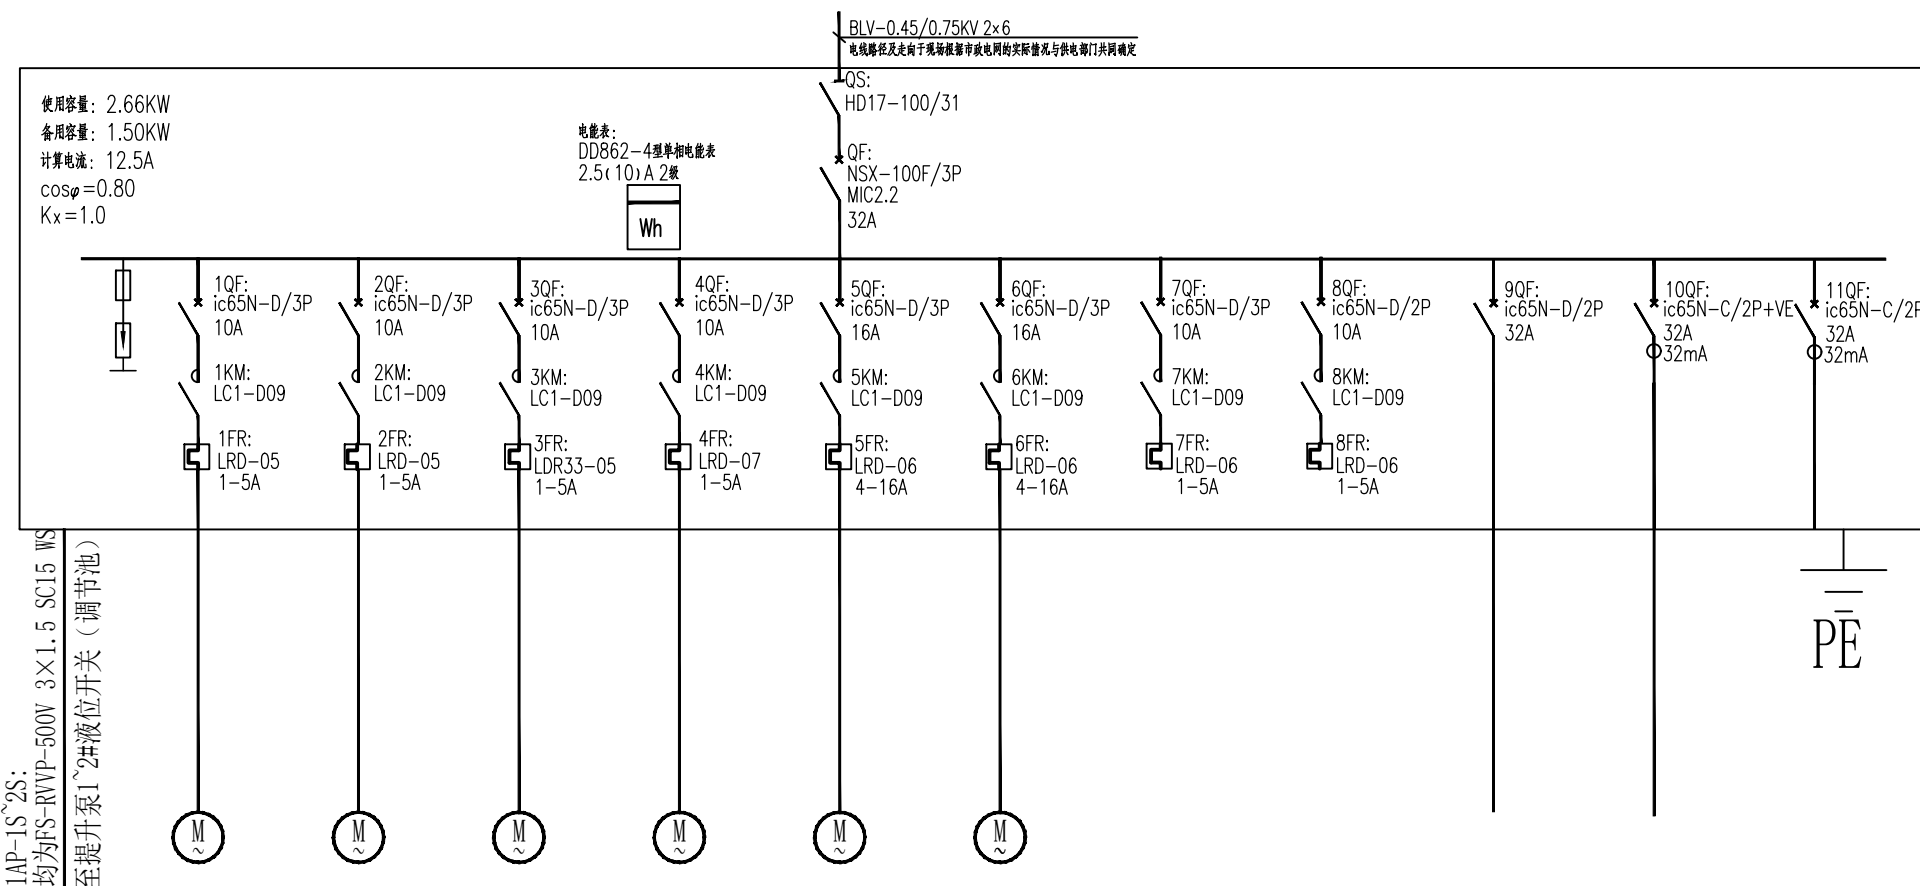 BLV-0.45/0.75KV 2×6
电线路径及走向于现场根据市政电网的实际情况与供电部门共同确定
QS:
HD17-100/31
使用容量: 2.66KW
备用容量: 1.50KW
计算电流: 12.5A
cosφ=0.80
Kx=1.0
电能表:
DD862-4型单相电能表
2.5(10)A 2级
Wh
QF:
NSX-100F/3P
MIC2.2
32A
1QF:
ic65N-D/3P
10A
2QF:
ic65N-D/3P
10A
3QF:
ic65N-D/3P
10A
4QF:
ic65N-D/3P
10A
5QF:
ic65N-D/3P
16A
6QF:
ic65N-D/3P
16A
7QF:
ic65N-D/3P
10A
8QF:
ic65N-D/2P
10A
9QF:
ic65N-D/2P
32A
10QF:
ic65N-C/2P+VE
32A
32mA
11QF:
ic65N-C/2P
32A
32mA
1KM:
LC1-D09
2KM:
LC1-D09
3KM:
LC1-D09
4KM:
LC1-D09
5KM:
LC1-D09
6KM:
LC1-D09
7KM:
LC1-D09
8KM:
LC1-D09
1FR:
LRD-05
1-5A
2FR:
LRD-05
1-5A
3FR:
LDR33-05
1-5A
4FR:
LRD-07
1-5A
5FR:
LRD-06
4-16A
6FR:
LRD-06
4-16A
7FR:
LRD-06
1-5A
8FR:
LRD-06
1-5A
PE
1AP-1S~2S:
均为FS-RVVP-500V 3×1.5 SC15 WS
至提升泵1~2#液位开关（调节池）
M
~
M
~
M
~
M
~
M
~
M
~